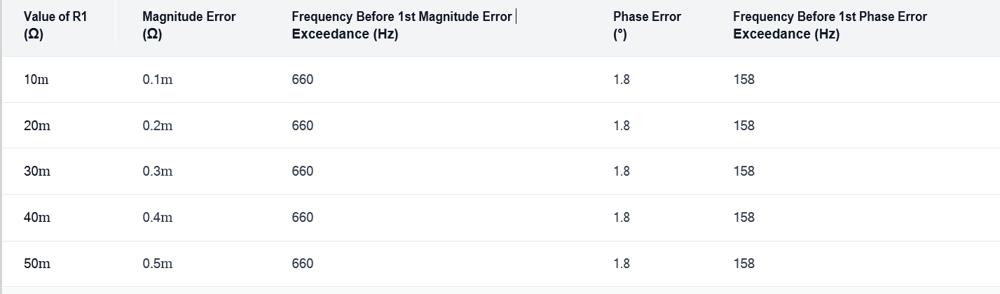 Value of R1 Magnitude Error Frequency Before 1st Magnitude Error Phase Error Frequency Before 1st Phase Error
(Ω) (Ω) Exceedance (Hz) (°) Exceedance (Hz)
10m 0.1m 660 1.8 158
20m 0.2m 660 1.8 158
30m 0.3m 660 1.8 158
40m 0.4m 660 1.8 158
50m 0.5m 660 1.8 158